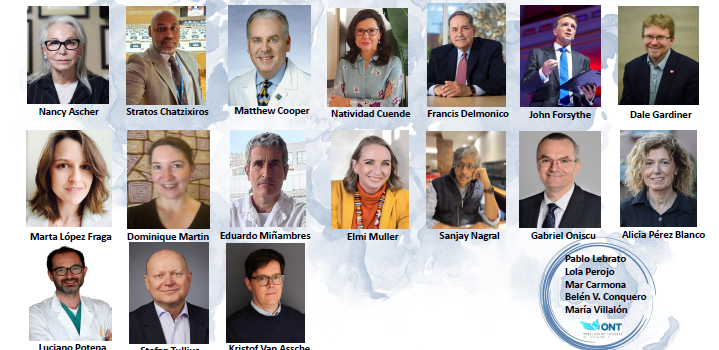 Nancy Ascher
Stratos Chatzixiros
Matthew Cooper
Natividad Cuende
Francis Delmonico
John Forsythe
Dale Gardiner
Marta López Fraga
Dominique Martin
Eduardo Miñambres
Elmi Muller
Sanjay Nagral
Gabriel Oniscu
Alicia Pérez Blanco
Luciano Potena
Stefan Tullius
Kristof Van Assche
Pablo Lebrato
Lola Perojo
Mar Carmona
Belén V. Conquero
María Villalón
ONT